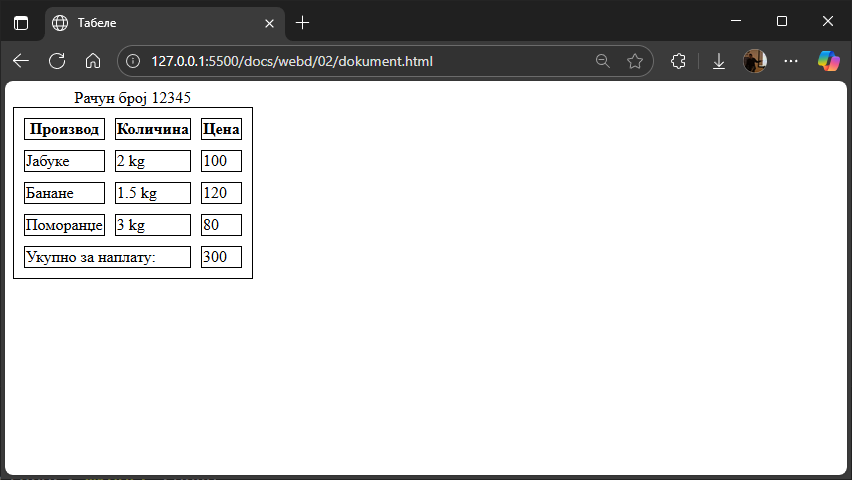 Табеле
127.0.0.1:5500/docs/webd/02/dokument.html
Рачун број 12345
Производ Количина Цена
Јабуке 2 kg 100
Банане 1.5 kg 120
Поморанџе 3 kg 80
Укупно за наплату: 300